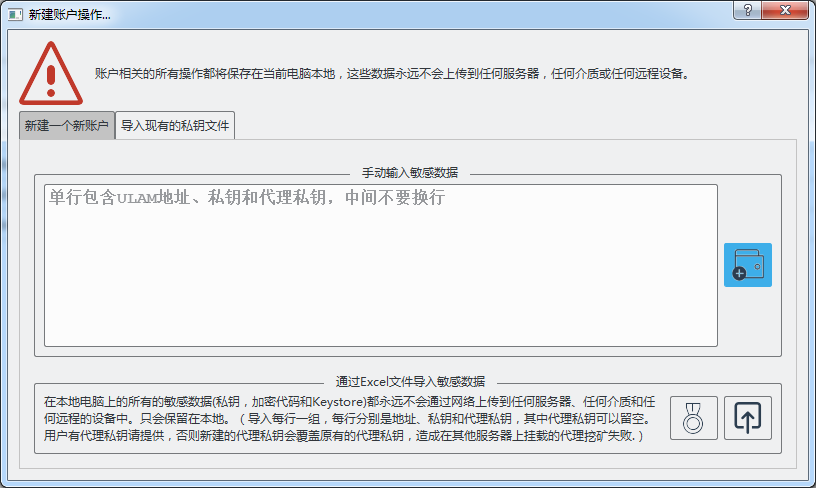 新建账户操作...
账户相关的所有操作都将保存在当前电脑本地，这些数据永远不会上传到任何服务器，任何介质或任何远程设备。
新建一个新账户 导入现有的私钥文件
手动输入敏感数据
单行包含ULAM地址、私钥和代理私钥，中间不要换行
通过Excel文件导入敏感数据
在本地电脑上的所有的敏感数据(私钥，加密代码和Keystore)都永远不会通过网络上传到任何服务器、任何介质和任
何远程的设备中。只会保留在本地。（导入每行一组，每行分别是地址、私钥和代理私钥，其中代理私钥可以留空。
用户有代理私钥请提供，否则新建的代理私钥会覆盖原有的代理私钥，造成在其他服务器上挂载的代理挖矿失败.）